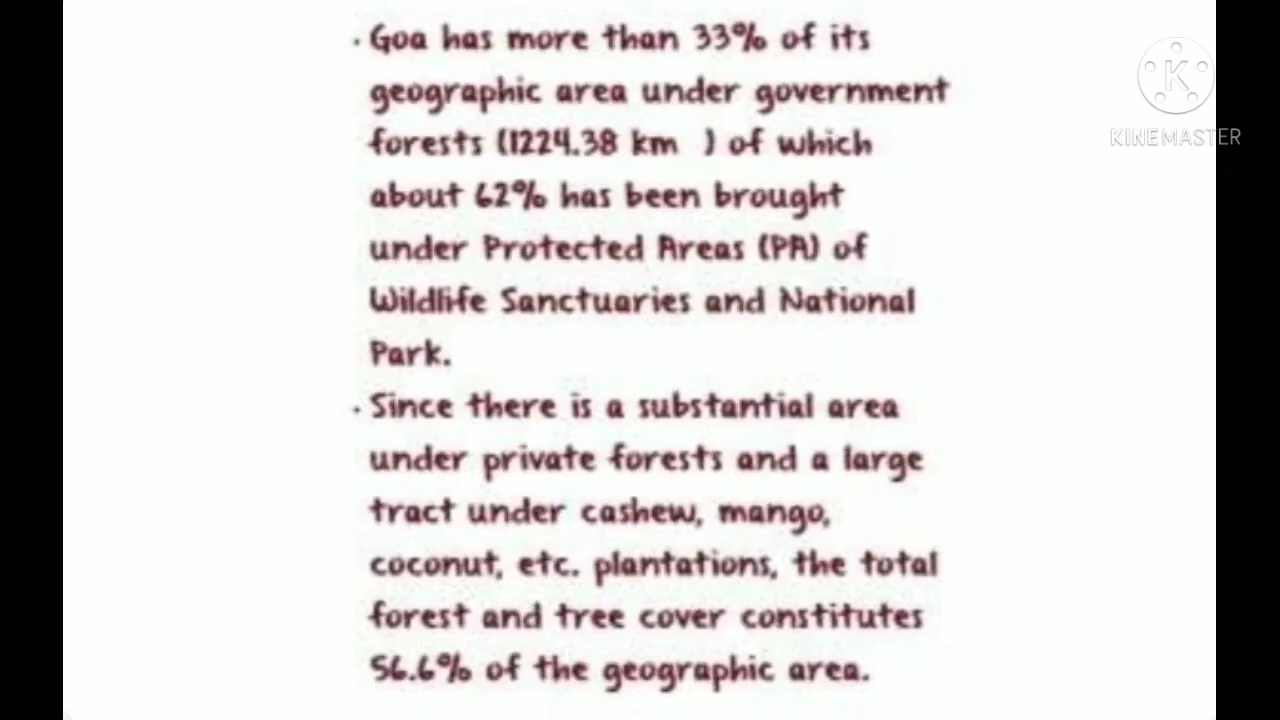 · Goa has more than 33% of its
geographic area under government
forests (1224.38 km  ) of which
about 62% has been brought
under Protected Areas (PA) of
Wildlife Sanctuaries and National
Park.
· Since there is a substantial area
under private forests and a large
tract under cashew, mango,
coconut, etc. plantations, the total
forest and tree cover constitutes
56.6% of the geographic area.
K
KINEMASTER